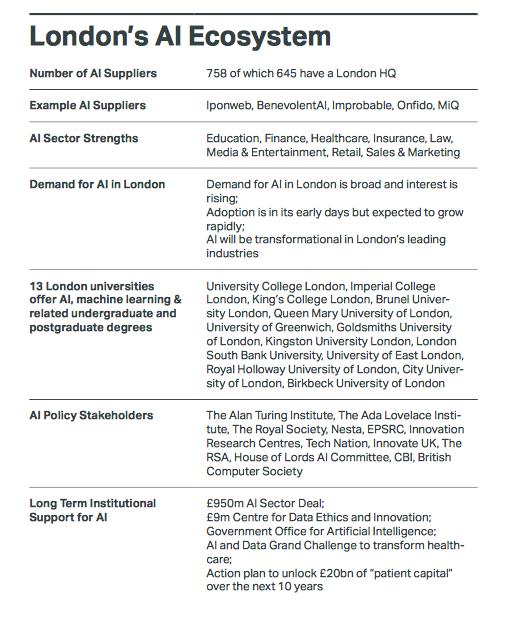 London's AI Ecosystem
Number of AI Suppliers
758 of which 645 have a London HQ
Example AI Suppliers
Iponweb, BenevolentAI, Improbable, Onfido, MiQ
AI Sector Strengths
Education, Finance, Healthcare, Insurance, Law,
Media & Entertainment, Retail, Sales & Marketing
Demand for AI in London
Demand for AI in London is broad and interest is
rising;
Adoption is in its early days but expected to grow
rapidly;
AI will be transformational in London's leading
industries
13 London universities
offer AI, machine learning &
related undergraduate and
postgraduate degrees
University College London, Imperial College
London, King's College London, Brunel Univer-
sity London, Queen Mary University of London,
University of Greenwich, Goldsmiths University
of London, Kingston University London, London
South Bank University, University of East London,
Royal Holloway University of London, City Univer-
sity of London, Birkbeck University of London
AI Policy Stakeholders
The Alan Turing Institute, The Ada Lovelace Insti-
tute, The Royal Society, Nesta, EPSRC, Innovation
Research Centres, Tech Nation, Innovate UK, The
RSA, House of Lords AI Committee, CBI, British
Computer Society
Long Term Institutional
Support for AI
£950m AI Sector Deal;
£9m Centre for Data Ethics and Innovation;
Government Office for Artificial Intelligence;
AI and Data Grand Challenge to transform health-
care;
Action plan to unlock £20bn of "patient capital"
over the next 10 years